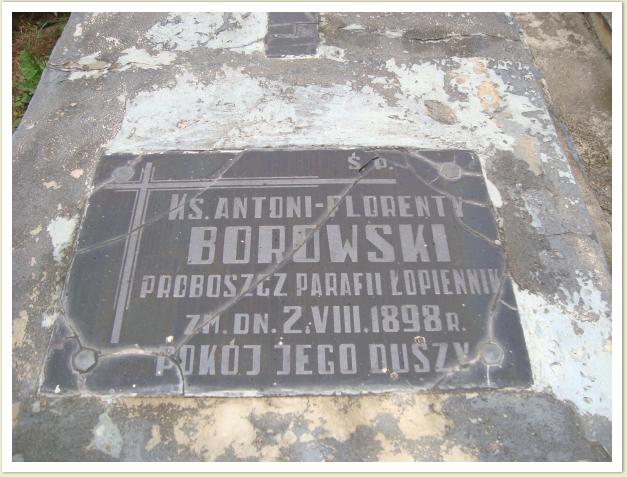 Ś. P.
KS. ANTONI-FLORENTY
BOROWSKI
PROBOSZCZ PARAFII ŁOPIENNIK
ZM. DN. 2.VIII.1898 R.
POKÓJ JEGO DUSZY